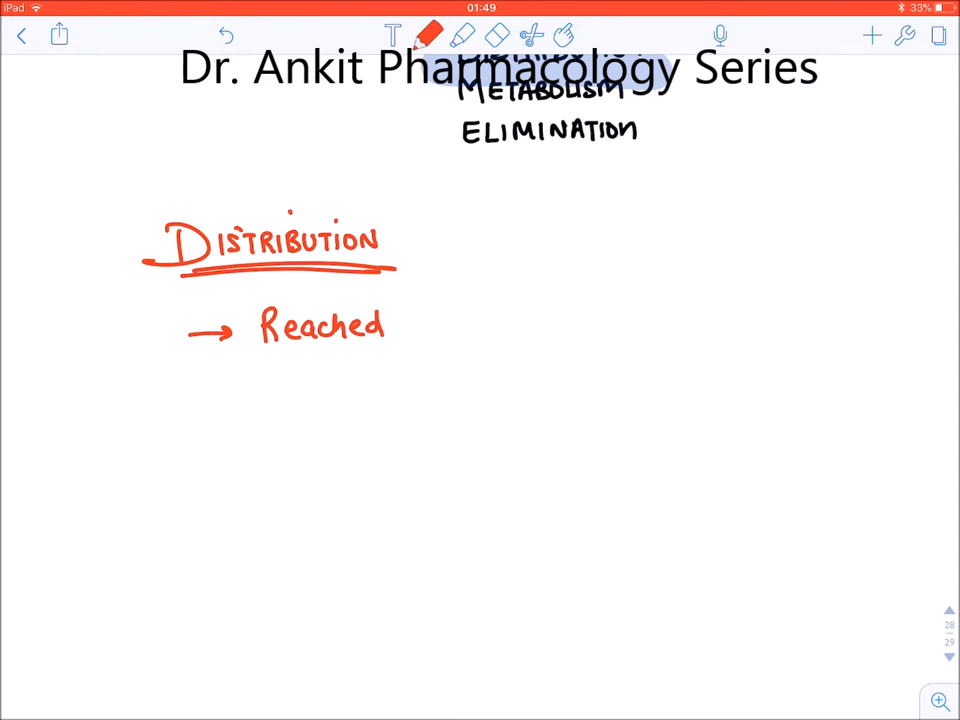 iPad 01:49 33%
T
Dr. Ankit Pharmacology Series
METABOLISM
ELIMINATION
DISTRIBUTION
→ Reached
28
29